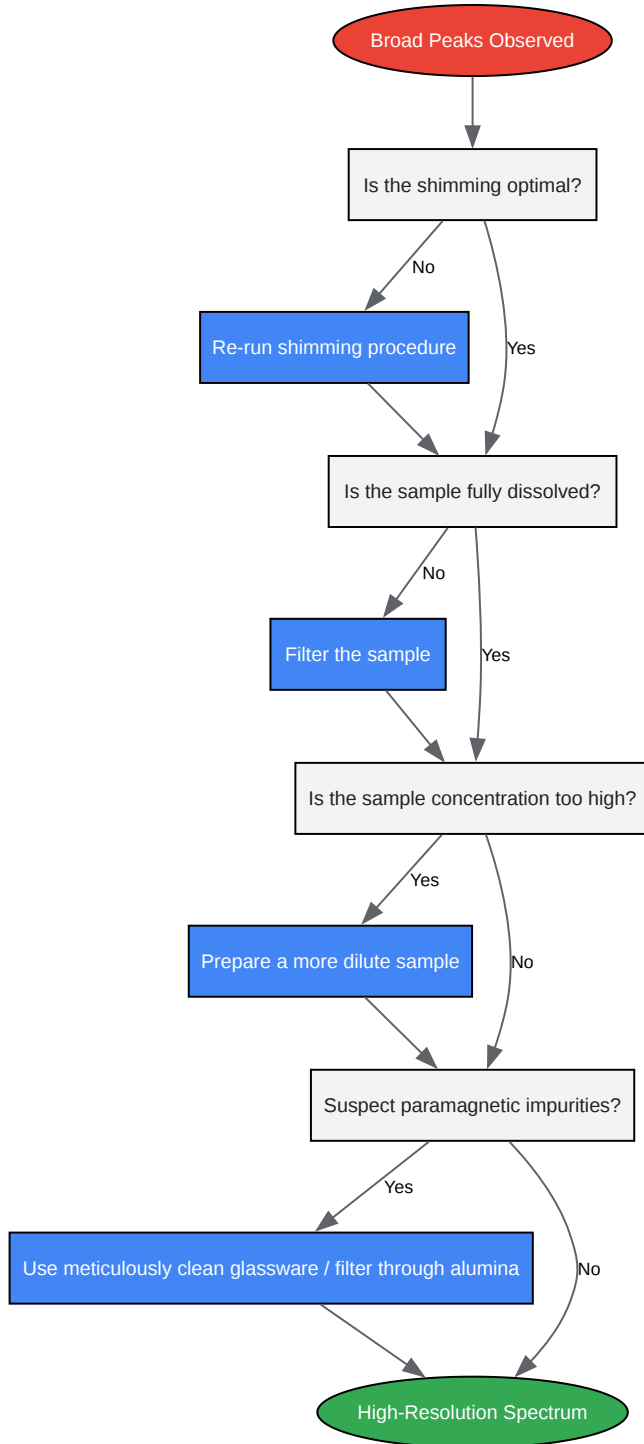 Broad Peaks Observed
Is the shimming optimal?
No
Re-run shimming procedure
Yes
Is the sample fully dissolved?
No
Filter the sample
Yes
Is the sample concentration too high?
Yes
Prepare a more dilute sample
No
Suspect paramagnetic impurities?
Yes
Use meticulously clean glassware / filter through alumina
No
High-Resolution Spectrum